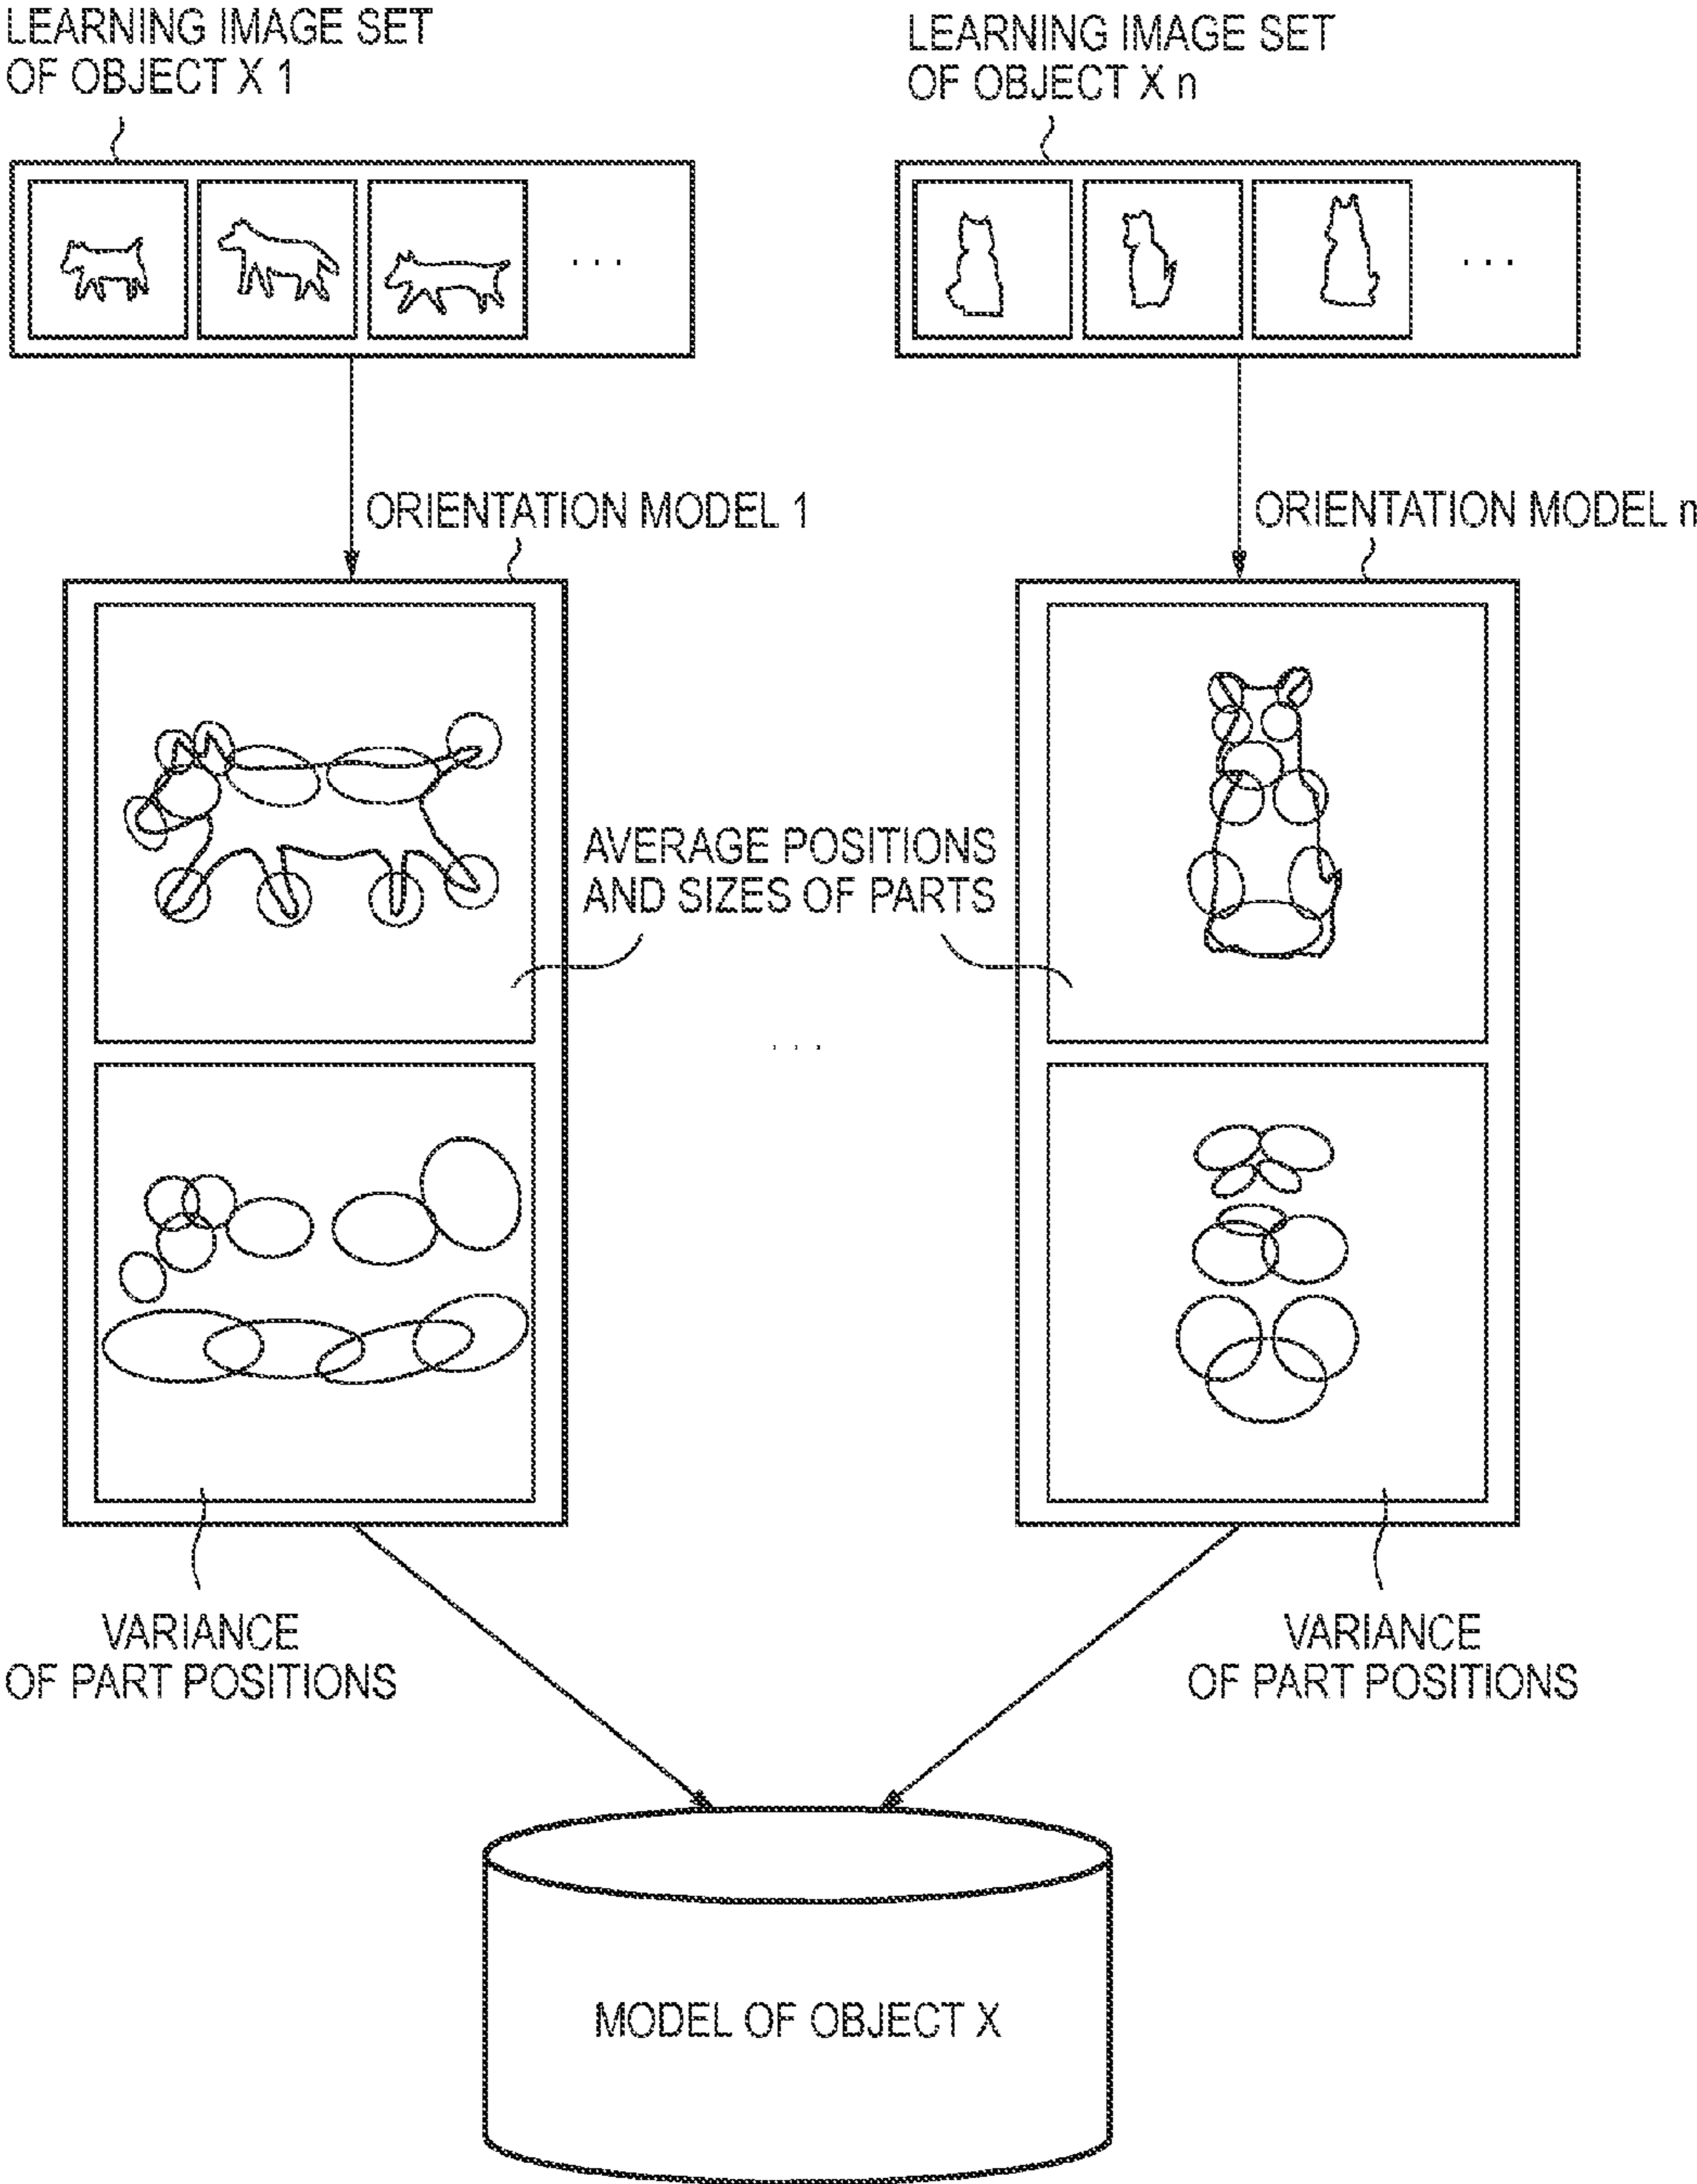 LEARNING IMAGE SET
OF OBJECT X 1
LEARNING IMAGE SET
OF OBJECT X n
. . .
. . .
ORIENTATION MODEL 1
ORIENTATION MODEL n
AVERAGE POSITIONS
AND SIZES OF PARTS
. . .
VARIANCE
OF PART POSITIONS
VARIANCE
OF PART POSITIONS
MODEL OF OBJECT X